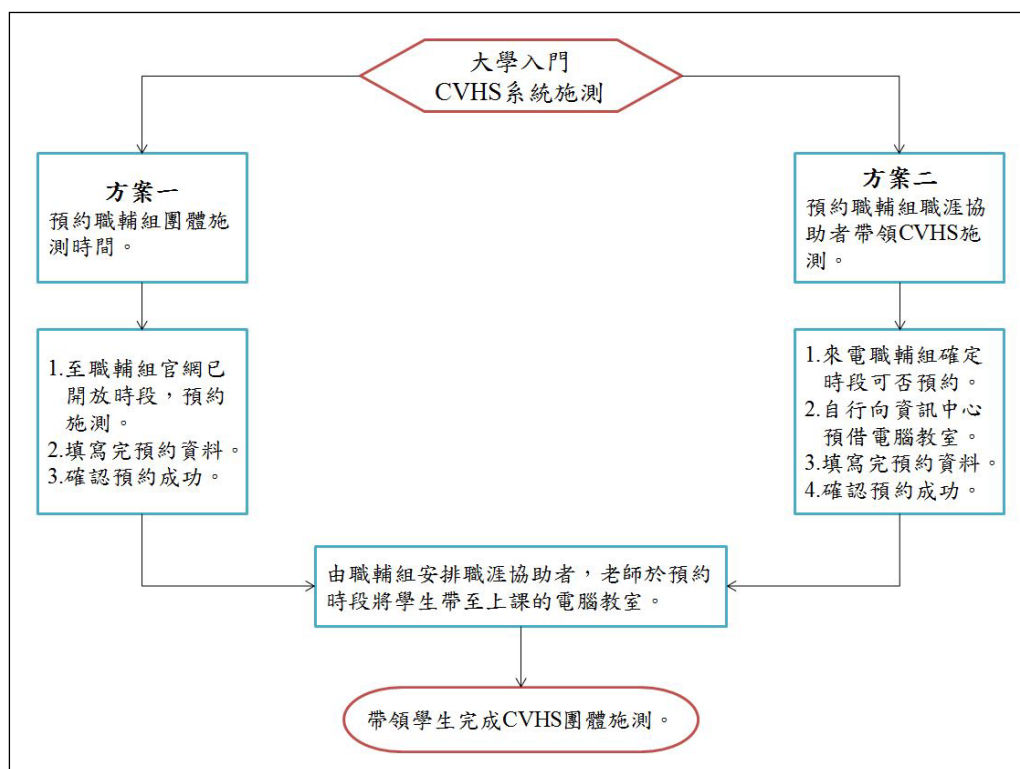 大學入門
CVHS系統施測
方案一
預約職輔組團體施
測時間。
方案二
預約職輔組職涯協
助者帶領CVHS施
測。
1.至職輔組官網已
開放時段，預約
施測。
2.填寫完預約資料。
3.確認預約成功。
1.來電職輔組確定
時段可否預約。
2.自行向資訊中心
預借電腦教室。
3.填寫完預約資料。
4.確認預約成功。
由職輔組安排職涯協助者，老師於預約
時段將學生帶至上課的電腦教室。
帶領學生完成CVHS團體施測。